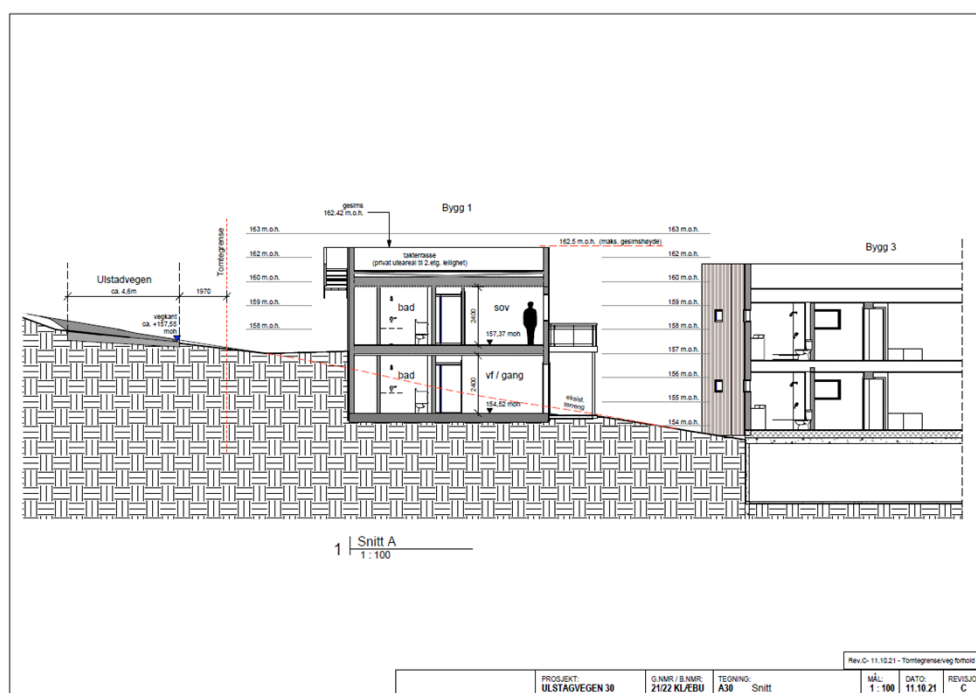 gesims
162.42 m.o.h.
Bygg 1
163 m.o.h.
163 m.o.h.
162.5 m.o.h. (maks. gesimshøyde)
Tomtegrense
162 m.o.h.
takterrasse
(privat uteareal til 2.etg. leilighet)
162 m.o.h.
Bygg 3
Ulstadvegen
ca. 4,6m
1970
160 m.o.h.
160 m.o.h.
159 m.o.h.
bad
sov
2400
159 m.o.h.
vegkant
ca. +157,55
moh
158 m.o.h.
157,37 moh
158 m.o.h.
157 m.o.h.
bad
vf / gang
2400
156 m.o.h.
154,62 moh
eksist.
terreng
155 m.o.h.
154 m.o.h.
1
Snitt A
1 : 100
Rev.C- 11.10.21 - Tomtegrense/veg forhold
PROSJEKT:
ULSTAGVEGEN 30
G.NMR / B.NMR:
21/22 KLÆBU
TEGNING:
A30 Snitt
MÅL:
1 : 100
DATO:
11.10.21
REVISJO
C